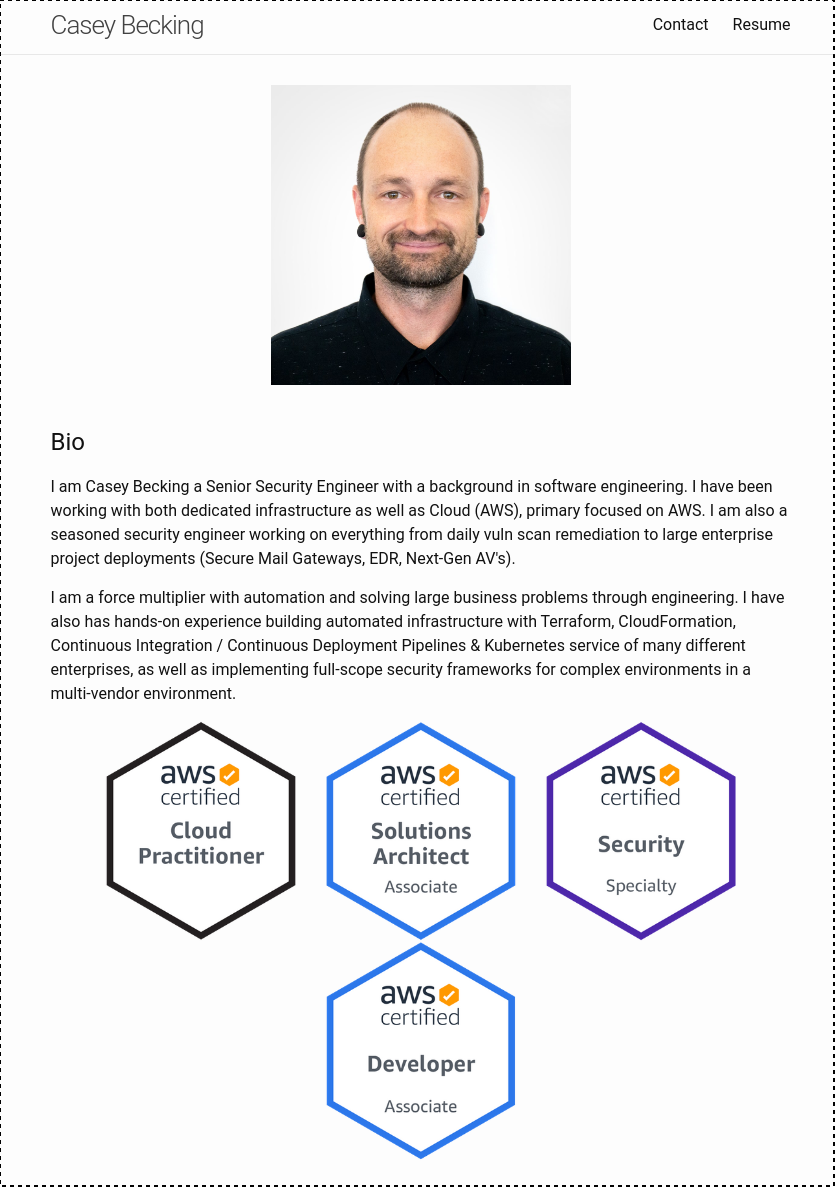 Casey Becking
Contact
Resume
Bio
I am Casey Becking a Senior Security Engineer with a background in software engineering. I have been
working with both dedicated infrastructure as well as Cloud (AWS), primary focused on AWS. I am also a
seasoned security engineer working on everything from daily vuln scan remediation to large enterprise
project deployments (Secure Mail Gateways, EDR, Next-Gen AV's).
I am a force multiplier with automation and solving large business problems through engineering. I have
also has hands-on experience building automated infrastructure with Terraform, CloudFormation,
Continuous Integration / Continuous Deployment Pipelines & Kubernetes service of many different
enterprises, as well as implementing full-scope security frameworks for complex environments in a
multi-vendor environment.
aws
certified
Cloud
Practitioner
aws
certified
Solutions
Architect
Associate
aws
certified
Security
Specialty
aws
certified
Developer
Associate